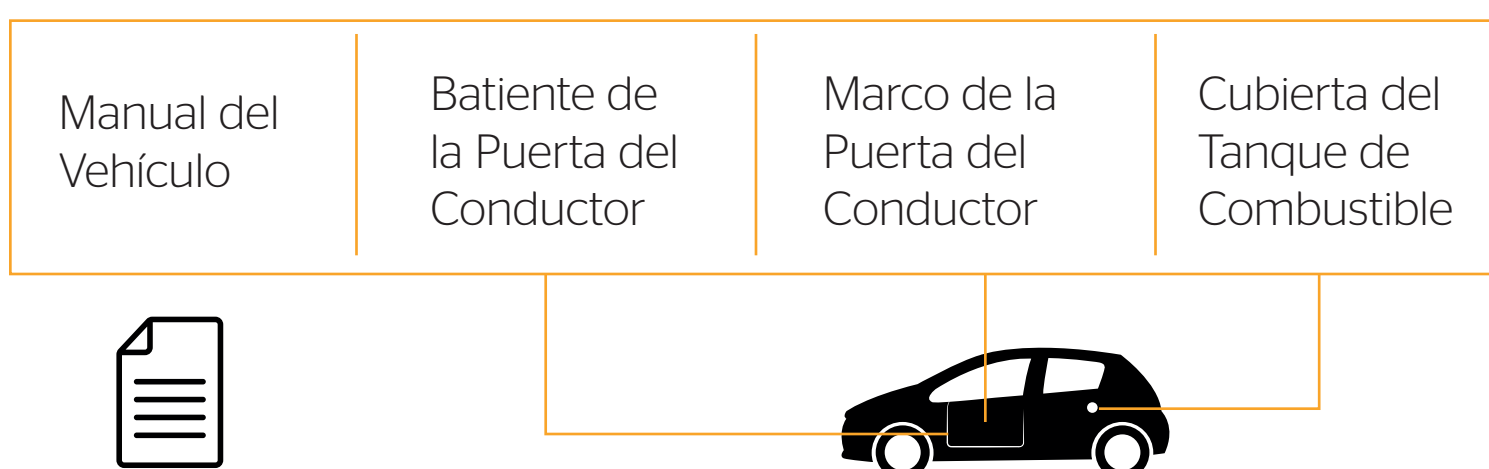 Manual del
Vehículo
Batiente de
la Puerta del
Conductor
Marco de la
Puerta del
Conductor
Cubierta del
Tanque de
Combustible